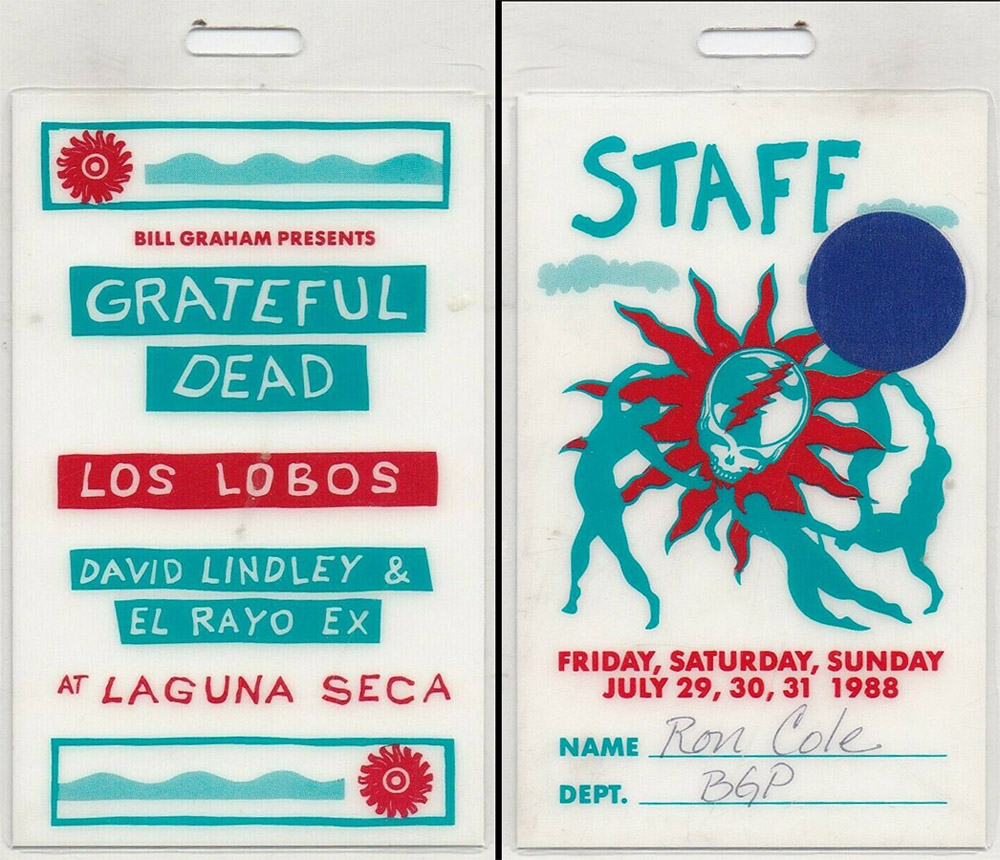 BILL GRAHAM PRESENTS
GRATEFUL
DEAD
LOS LOBOS
DAVID LINDLEY &
EL RAYO EX
AT LAGUNA SECA
STAFF
FRIDAY, SATURDAY, SUNDAY
JULY 29, 30, 31 1988
NAME Ron Cole
DEPT. BGP